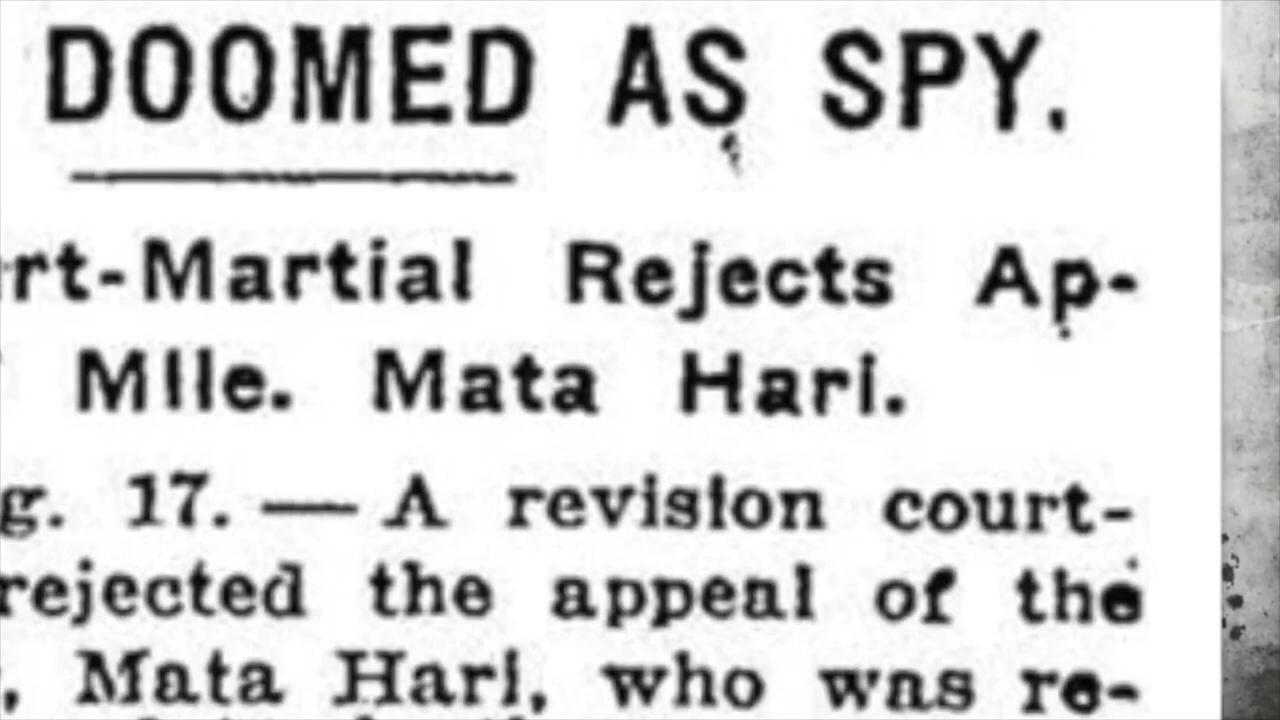 DOOMED AS SPY.
rt-Martial Rejects Ap-
Mlle. Mata Hari.
g. 17. — A revision court-
rejected the appeal of the
, Mata Hari, who was re-